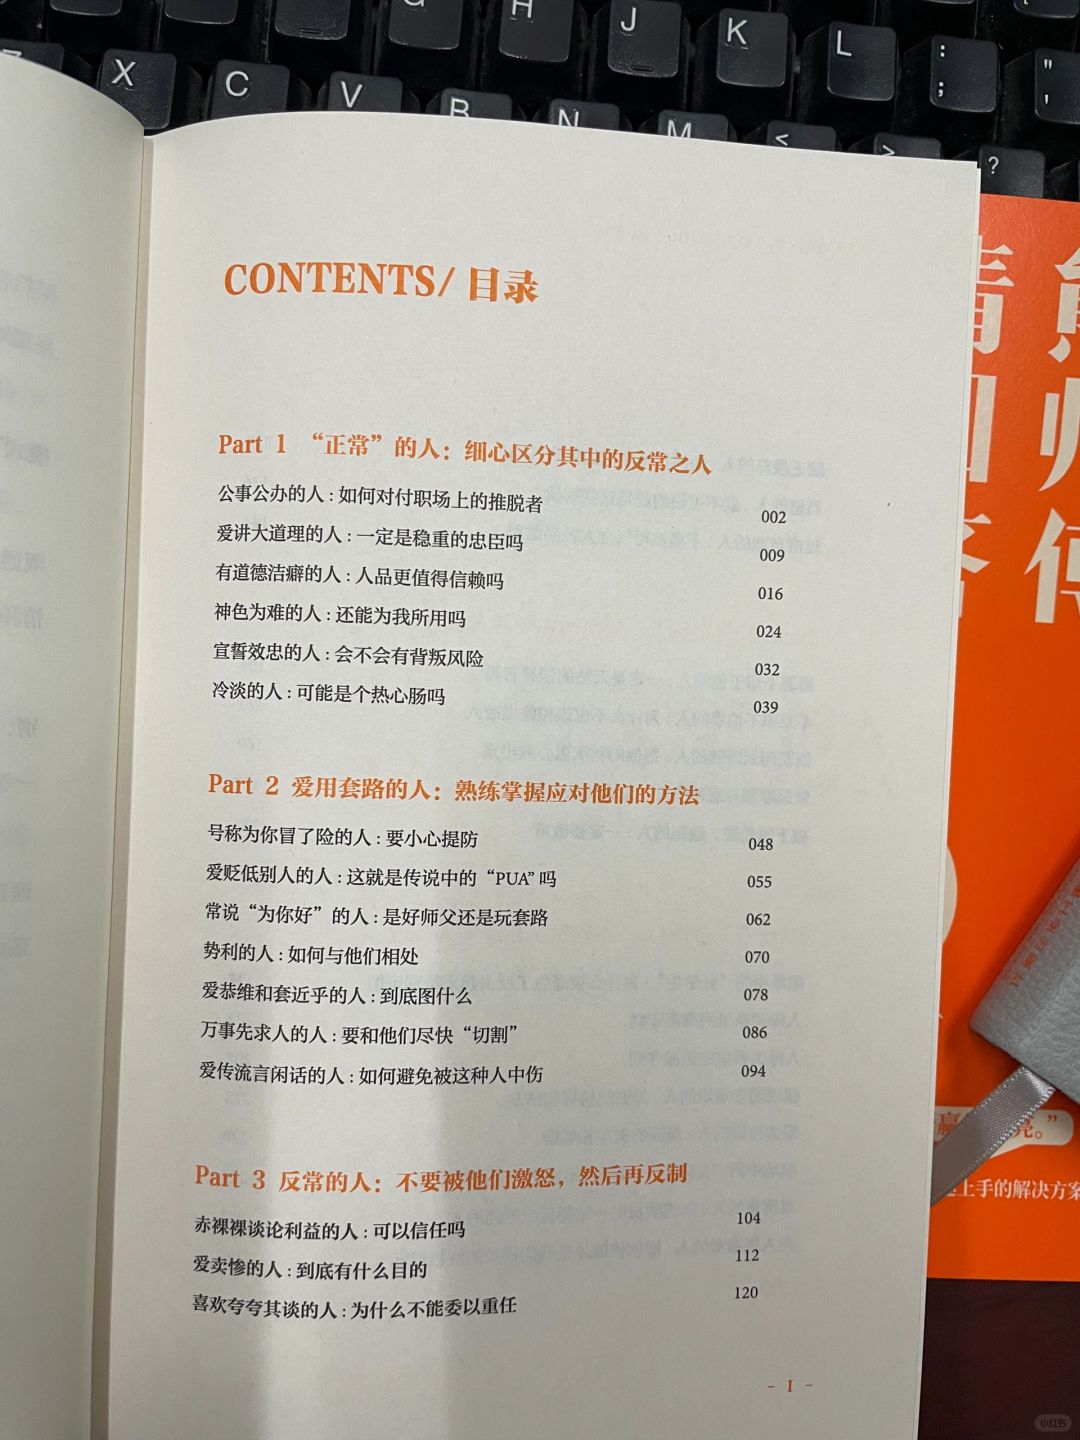 X
C
V
B
N
M
G
H
J
K
L
:
;
"
'
<
>
?
CONTENTS/ 目录
Part 1 “正常”的人：细心区分其中的反常之人
公事公办的人：如何对付职场上的推脱者 002
爱讲大道理的人：一定是稳重的忠臣吗 009
有道德洁癖的人：人品更值得信赖吗 016
神色为难的人：还能为我所用吗 024
宣誓效忠的人：会不会有背叛风险 032
冷淡的人：可能是个热心肠吗 039
Part 2 爱用套路的人：熟练掌握应对他们的方法
号称为你冒了险的人：要小心提防 048
爱贬低别人的人：这就是传说中的“PUA”吗 055
常说“为你好”的人：是好师父还是玩套路 062
势利的人：如何与他们相处 070
爱恭维和套近乎的人：到底图什么 078
万事先求人的人：要和他们尽快“切割” 086
爱传流言闲话的人：如何避免被这种人中伤 094
Part 3 反常的人：不要被他们激怒，然后再反制
赤裸裸谈论利益的人：可以信任吗 104
爱卖惨的人：到底有什么目的 112
喜欢夸夸其谈的人：为什么不能委以重任 120
- I -
亮。”
上手的解决方案
小红书